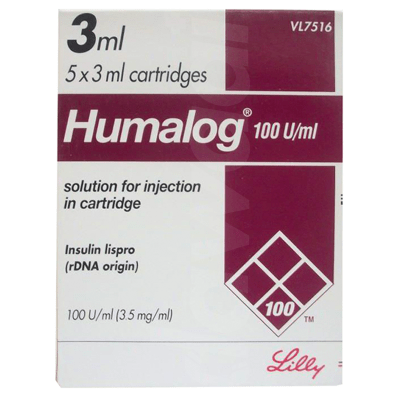 3ml
VL7516
5 x 3 ml cartridges
Humalog® 100 U/ml
solution for injection
in cartridge
Insulin lispro
(rDNA origin)
100 U/ml (3.5 mg/ml)
100 ™
Lilly